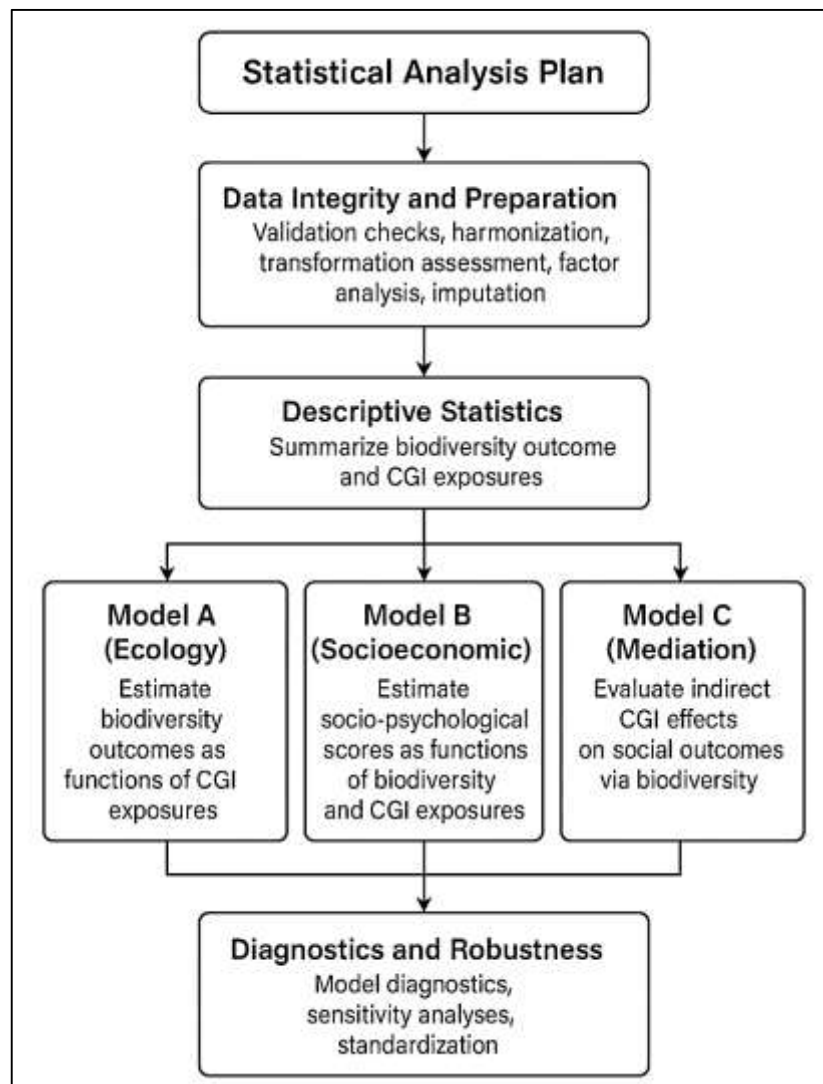 Statistical Analysis Plan
Data Integrity and Preparation
Validation checks, harmonization,
transformation assessment, factor
analysis, imputation
Descriptive Statistics
Summarize biodiversity outcome
and CGI exposures
Model A
(Ecology)
Estimate
biodiversity
outcomes as
functions of CGI
exposures
Model B
(Socioeconomic)
Estimate
socio-psychological
scores as functions
of biodiversity
and CGI exposures
Model C
(Mediation)
Evaluate indirect
CGI effects
on social outcomes
via biodiversity
Diagnostics and Robustness
Model diagnostics,
sensitivity analyses,
standardization